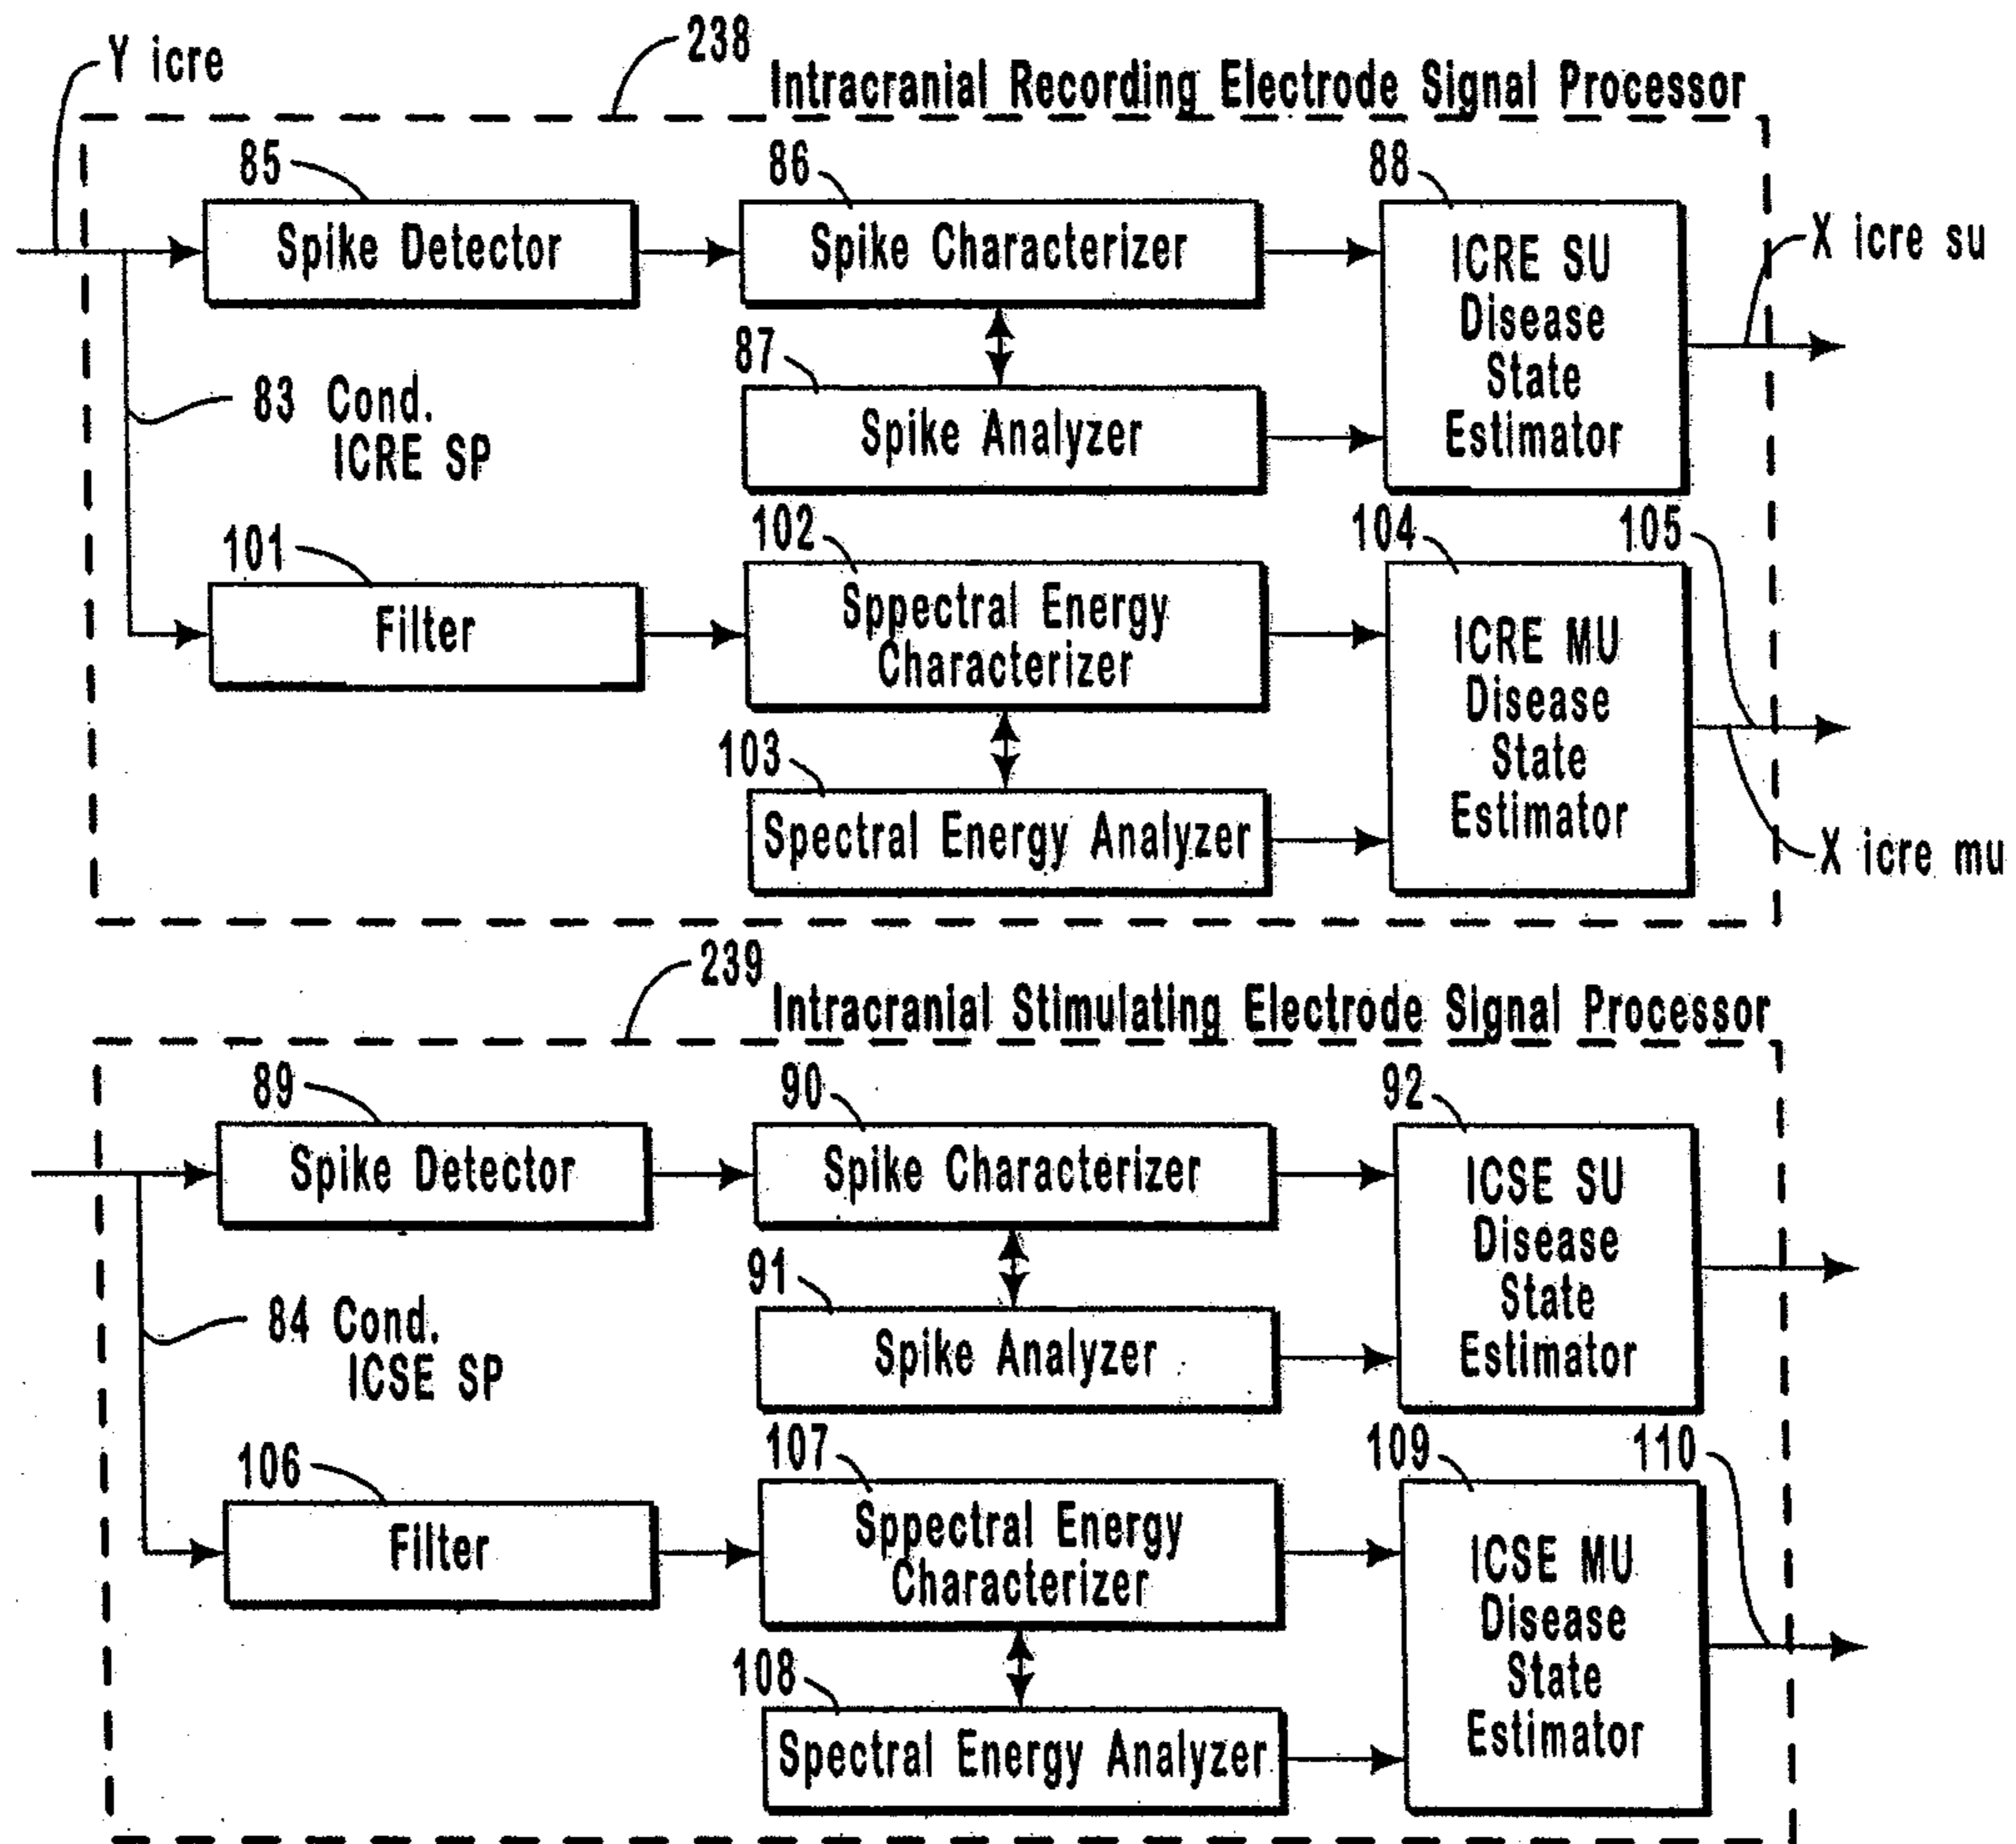 Y icre
238
Intracranial Recording Electrode Signal Processor
85
86
88
Spike Detector
Spike Characterizer
ICRE SU
Disease
State
Estimator
X icre su
87
Spike Analyzer
83 Cond.
ICRE SP
101
102
104
105
Filter
Sppectral Energy
Characterizer
ICRE MU
Disease
State
Estimator
103
Spectral Energy Analyzer
X icre mu
239
Intracranial Stimulating Electrode Signal Processor
89
90
92
Spike Detector
Spike Characterizer
ICSE SU
Disease
State
Estimator
91
Spike Analyzer
84 Cond.
ICSE SP
106
107
109
110
Filter
Sppectral Energy
Characterizer
ICSE MU
Disease
State
Estimator
108
Spectral Energy Analyzer